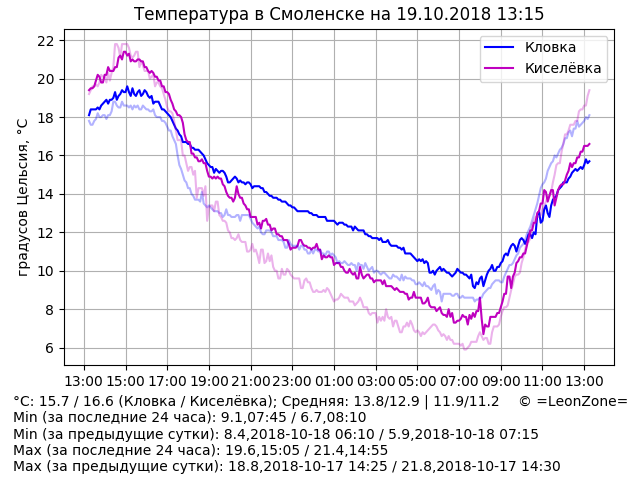 Температура в Смоленске на 19.10.2018 13:15
Кловка
Киселёвка
градусов Цельсия, °C
22
20
18
16
14
12
10
8
6
13:00 15:00 17:00 19:00 21:00 23:00 01:00 03:00 05:00 07:00 09:00 11:00 13:00
°C: 15.7 / 16.6 (Кловка / Киселёвка); Средняя: 13.8/12.9 | 11.9/11.2 © =LeonZone=
Min (за последние 24 часа): 9.1,07:45 / 6.7,08:10
Min (за предыдущие сутки): 8.4,2018-10-18 06:10 / 5.9,2018-10-18 07:15
Max (за последние 24 часа): 19.6,15:05 / 21.4,14:55
Max (за предыдущие сутки): 18.8,2018-10-17 14:25 / 21.8,2018-10-17 14:30